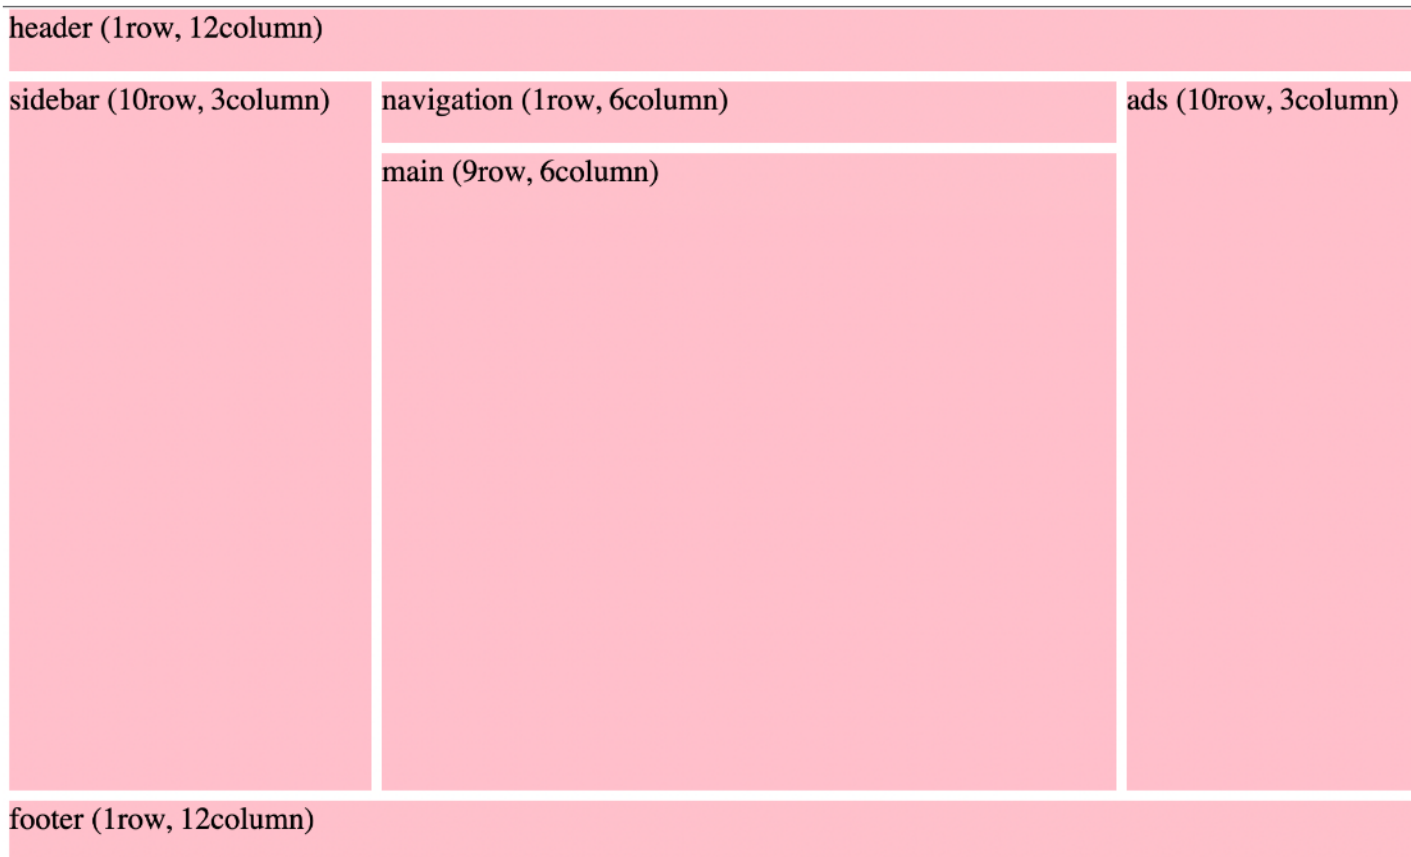 header (1row, 12column)
sidebar (10row, 3column)
navigation (1row, 6column)
ads (10row, 3column)
main (9row, 6column)
footer (1row, 12column)